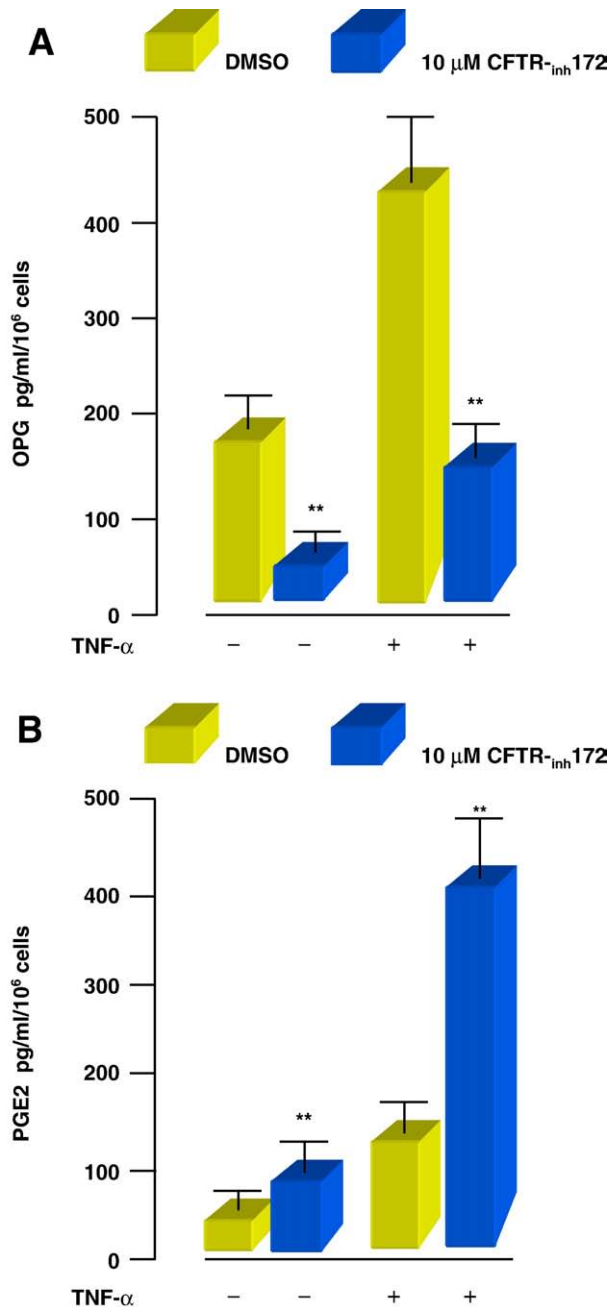 A
DMSO 10 μM CFTR-inh172
500
400
300
200
100
0
OPG pg/ml/10⁶ cells
**
**
TNF-α − − + +
B
DMSO 10 μM CFTR-inh172
500
400
300
200
100
0
PGE2 pg/ml/10⁶ cells
**
**
TNF-α − − + +